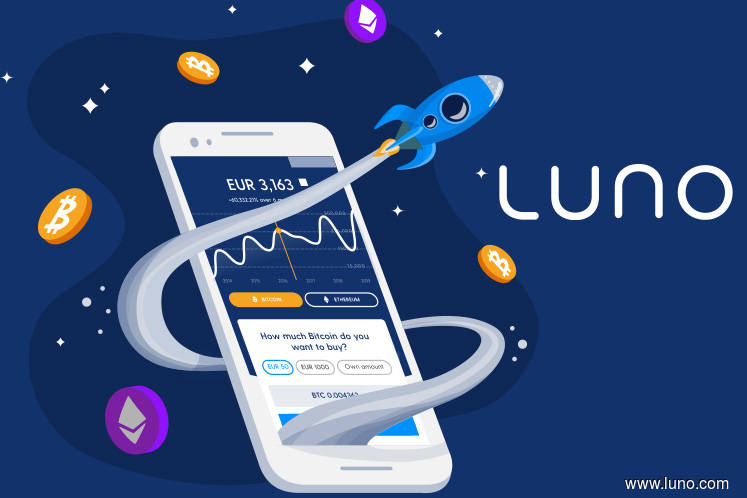 LUNO
EUR 3,163
BITCOIN
ETHEREUM
How much Bitcoin do you
want to buy?
EUR 50
EUR 1000
Own amount
www.luno.com